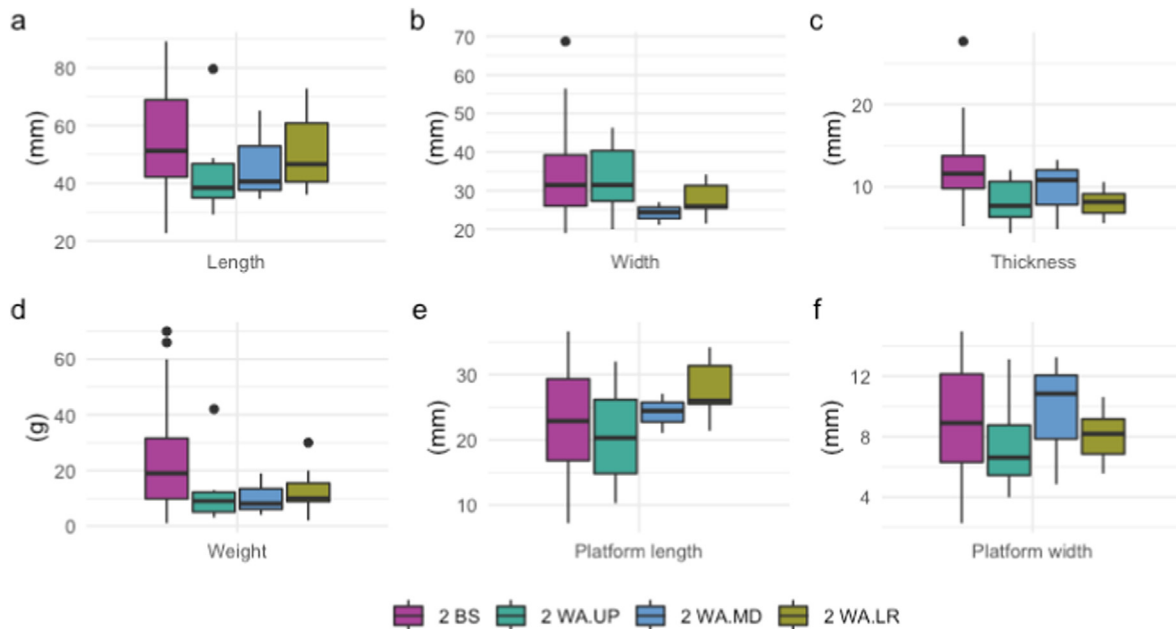 a
b
c
(mm)
80
60
40
20
Length
(mm)
70
60
50
40
30
20
Width
(mm)
20
10
Thickness
d
e
f
(g)
60
40
20
0
Weight
(mm)
30
20
10
Platform length
(mm)
12
8
4
Platform width
2 BS 2 WA.UP 2 WA.MD 2 WA.LR